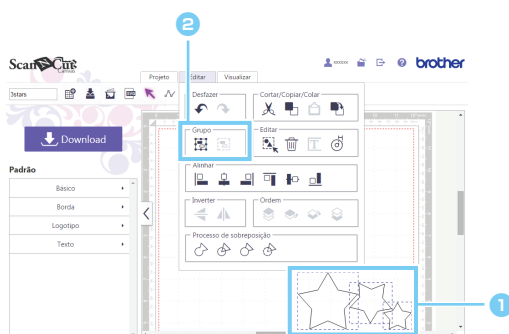 2
ScanNCut
Canvas
xxxxxx
brother
Projeto Editar Visualizar
3stars
Desfazer Cortar/Copiar/Colar
Grupo Editar
Download
Alinhar
Padrão
Básico
Borda
Inverter Ordem
Logotipo
Texto
Processo de sobreposição
1